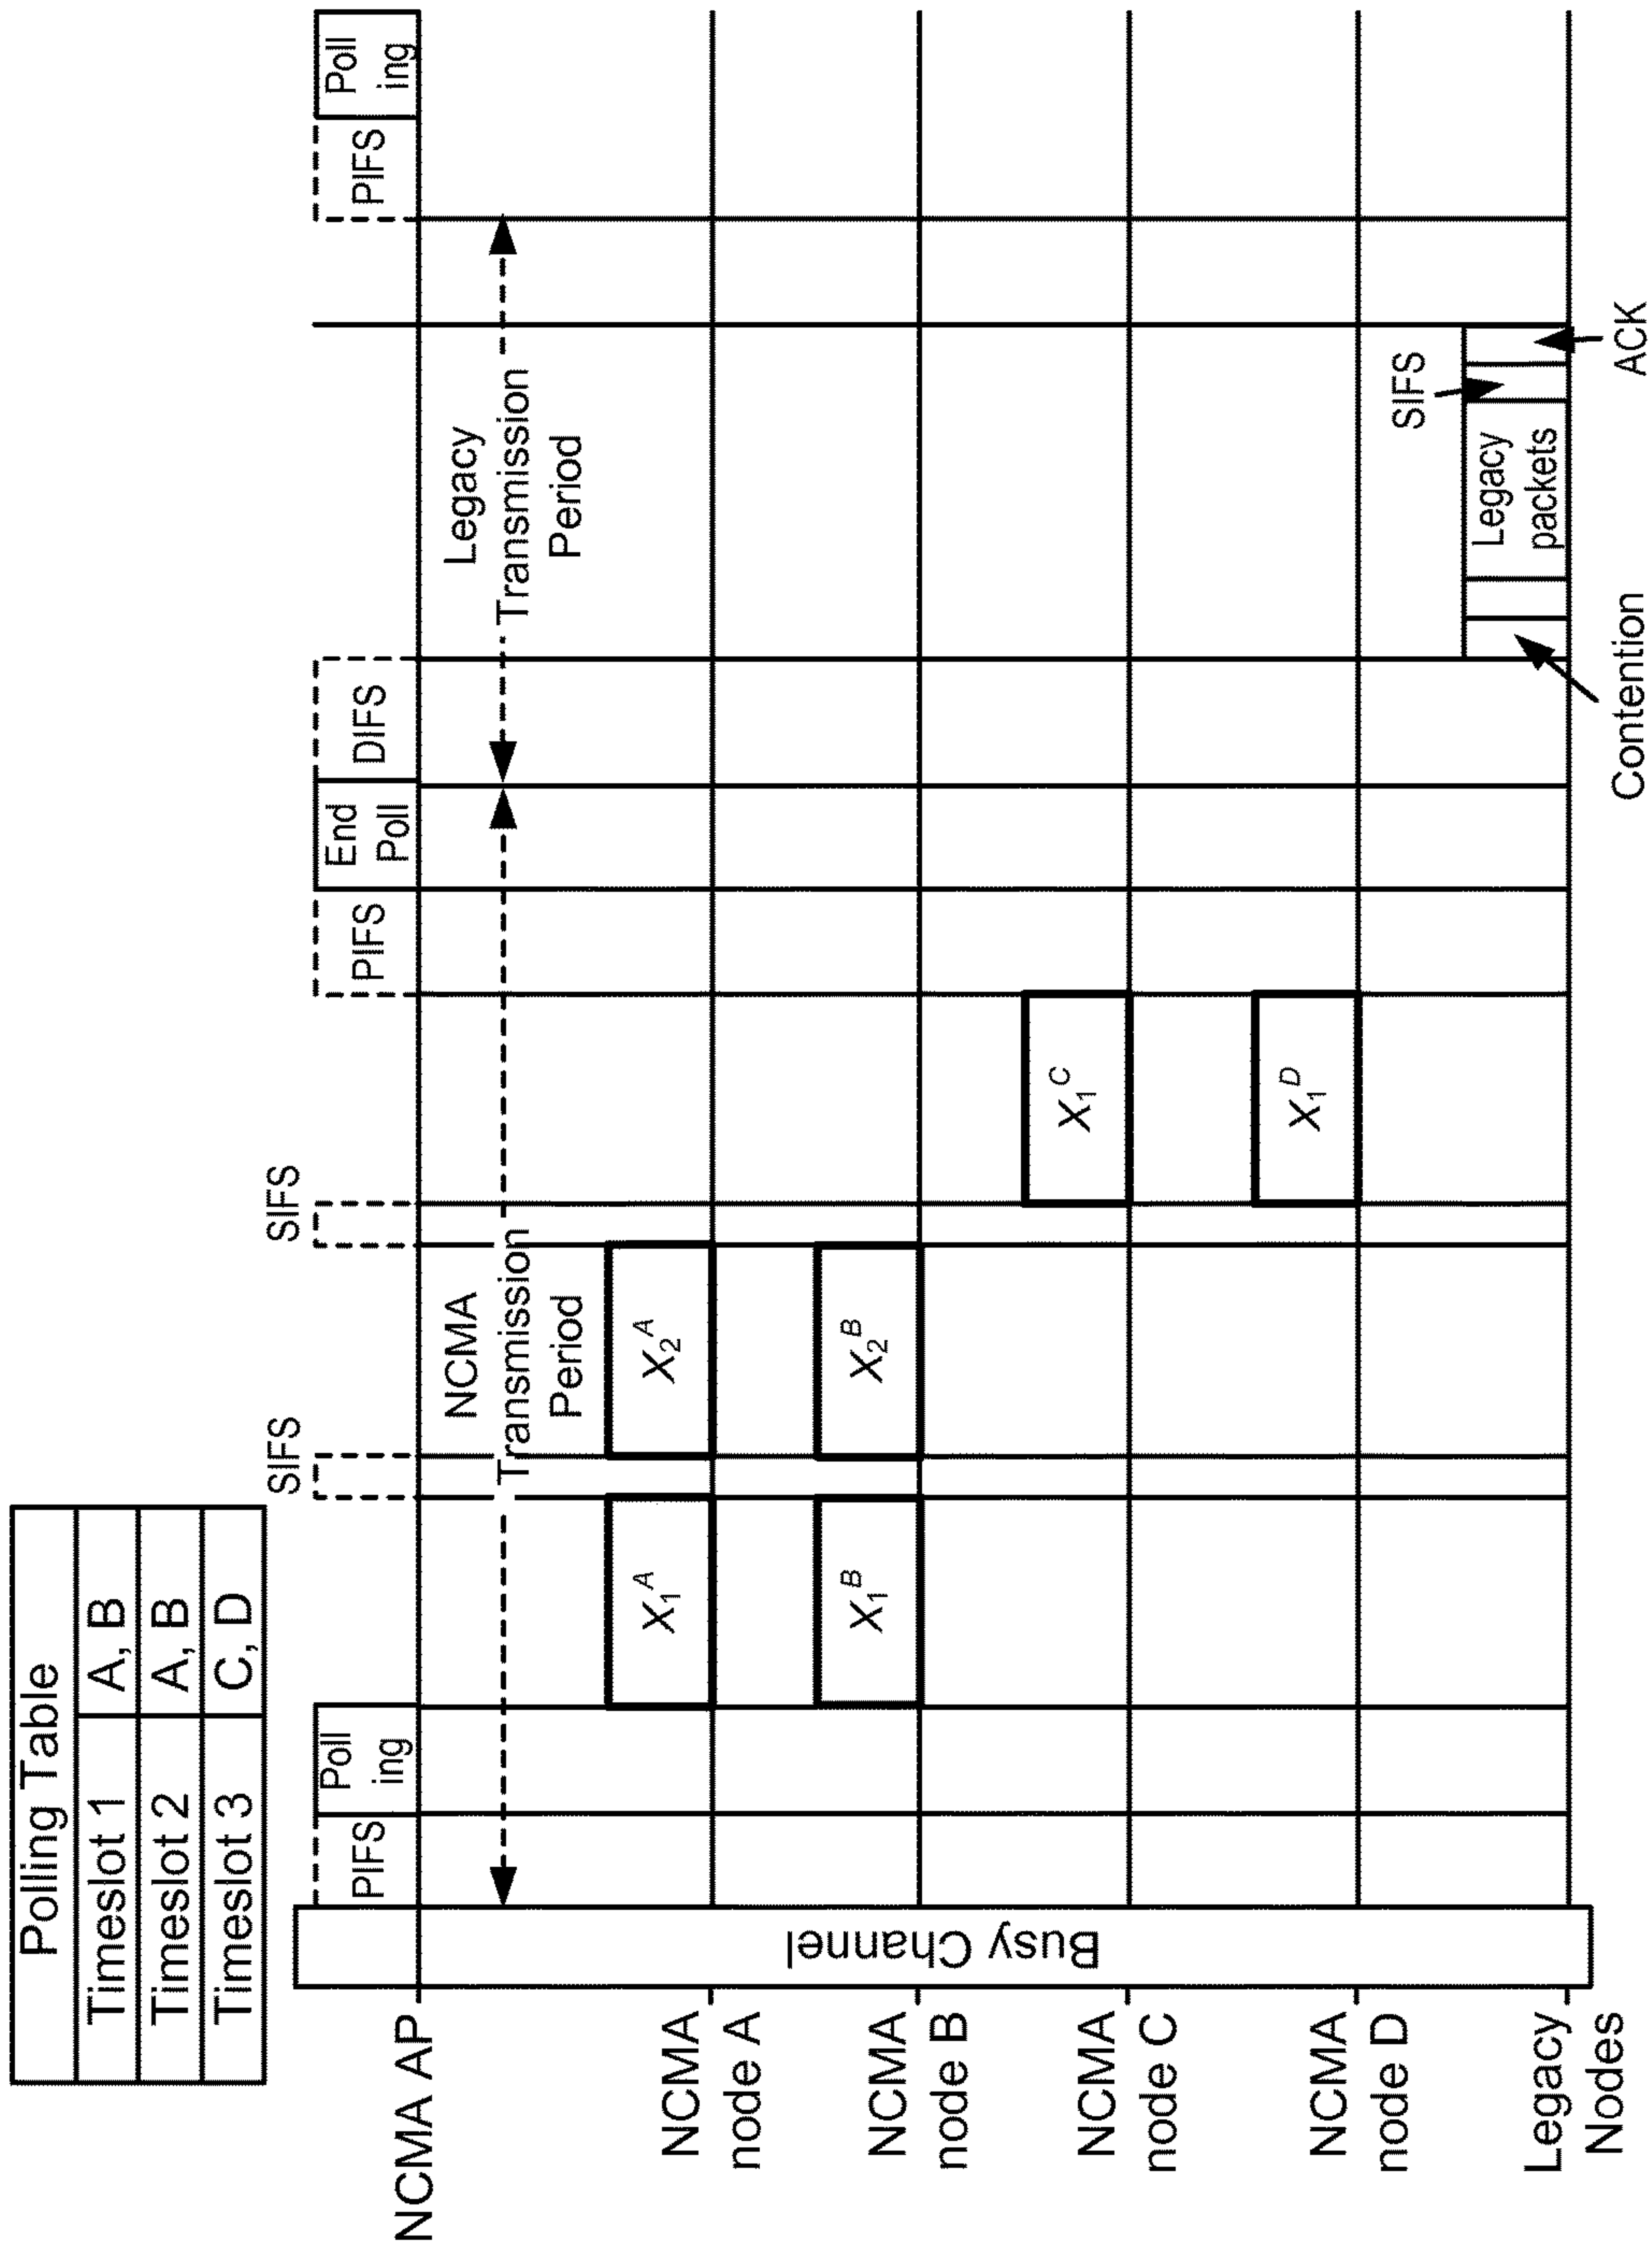 Polling Table
Timeslot 1 A, B
Timeslot 2 A, B
Timeslot 3 C, D
SIFS
SIFS
PIFS
Poll
ing
PIFS
End
Poll
DIFS
PIFS
Poll
ing
NCMA AP
NCMA
Transmission
Period
Legacy
Transmission
Period
Busy Channel
NCMA
node A
X₁ᴬ
X₂ᴬ
NCMA
node B
X₁ᴮ
X₂ᴮ
NCMA
node C
X₁ᶜ
NCMA
node D
X₁ᴰ
SIFS
Legacy
Nodes
Legacy
packets
Contention
ACK